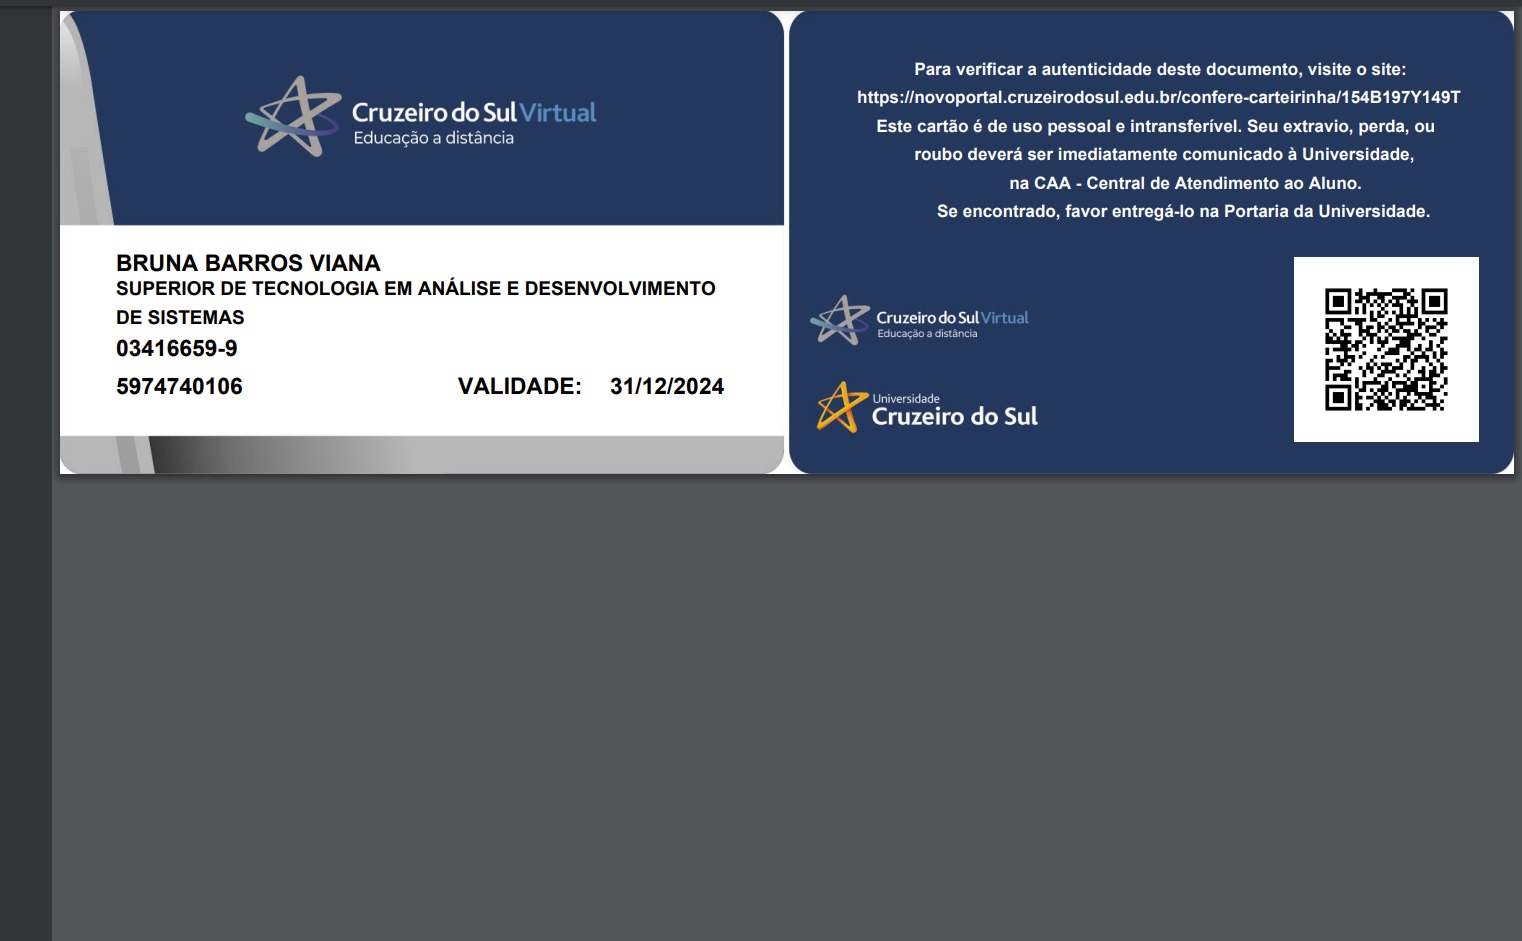 Cruzeiro do Sul Virtual
Educação a distância
BRUNA BARROS VIANA
SUPERIOR DE TECNOLOGIA EM ANÁLISE E DESENVOLVIMENTO
DE SISTEMAS
03416659-9
5974740106 VALIDADE: 31/12/2024
Para verificar a autenticidade deste documento, visite o site:
https://novoportal.cruzeirodosul.edu.br/confere-carteirinha/154B197Y149T
Este cartão é de uso pessoal e intransferível. Seu extravio, perda, ou
roubo deverá ser imediatamente comunicado à Universidade,
na CAA - Central de Atendimento ao Aluno.
Se encontrado, favor entregá-lo na Portaria da Universidade.
Cruzeiro do Sul Virtual
Educação a distância
Universidade
Cruzeiro do Sul